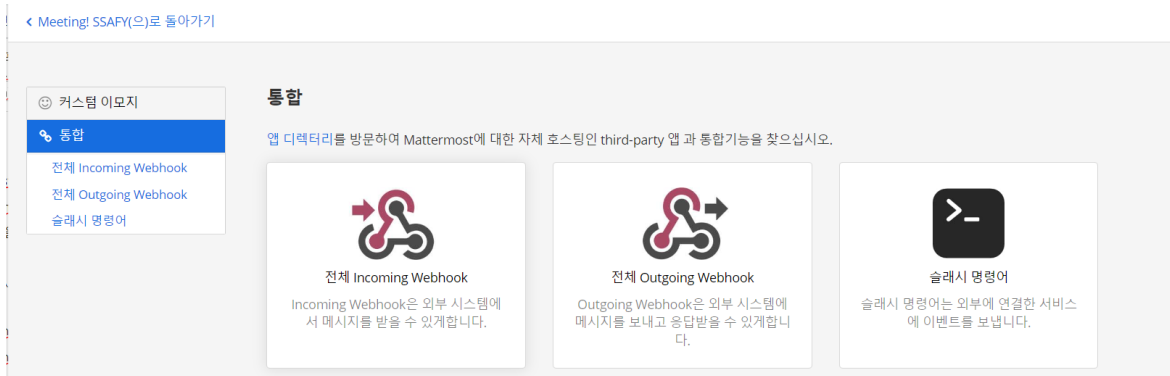 Meeting! SSAFY(으)로 돌아가기
커스텀 이모지
통합
전체 Incoming Webhook
전체 Outgoing Webhook
슬래시 명령어
통합
앱 디렉터리를 방문하여 Mattermost에 대한 자체 호스팅인 third-party 앱 과 통합기능을 찾으십시오.
전체 Incoming Webhook
Incoming Webhook은 외부 시스템에
서 메시지를 받을 수 있게합니다.
전체 Outgoing Webhook
Outgoing Webhook은 외부 시스템에
메시지를 보내고 응답받을 수 있게합니
다.
슬래시 명령어
슬래시 명령어는 외부에 연결한 서비스
에 이벤트를 보냅니다.